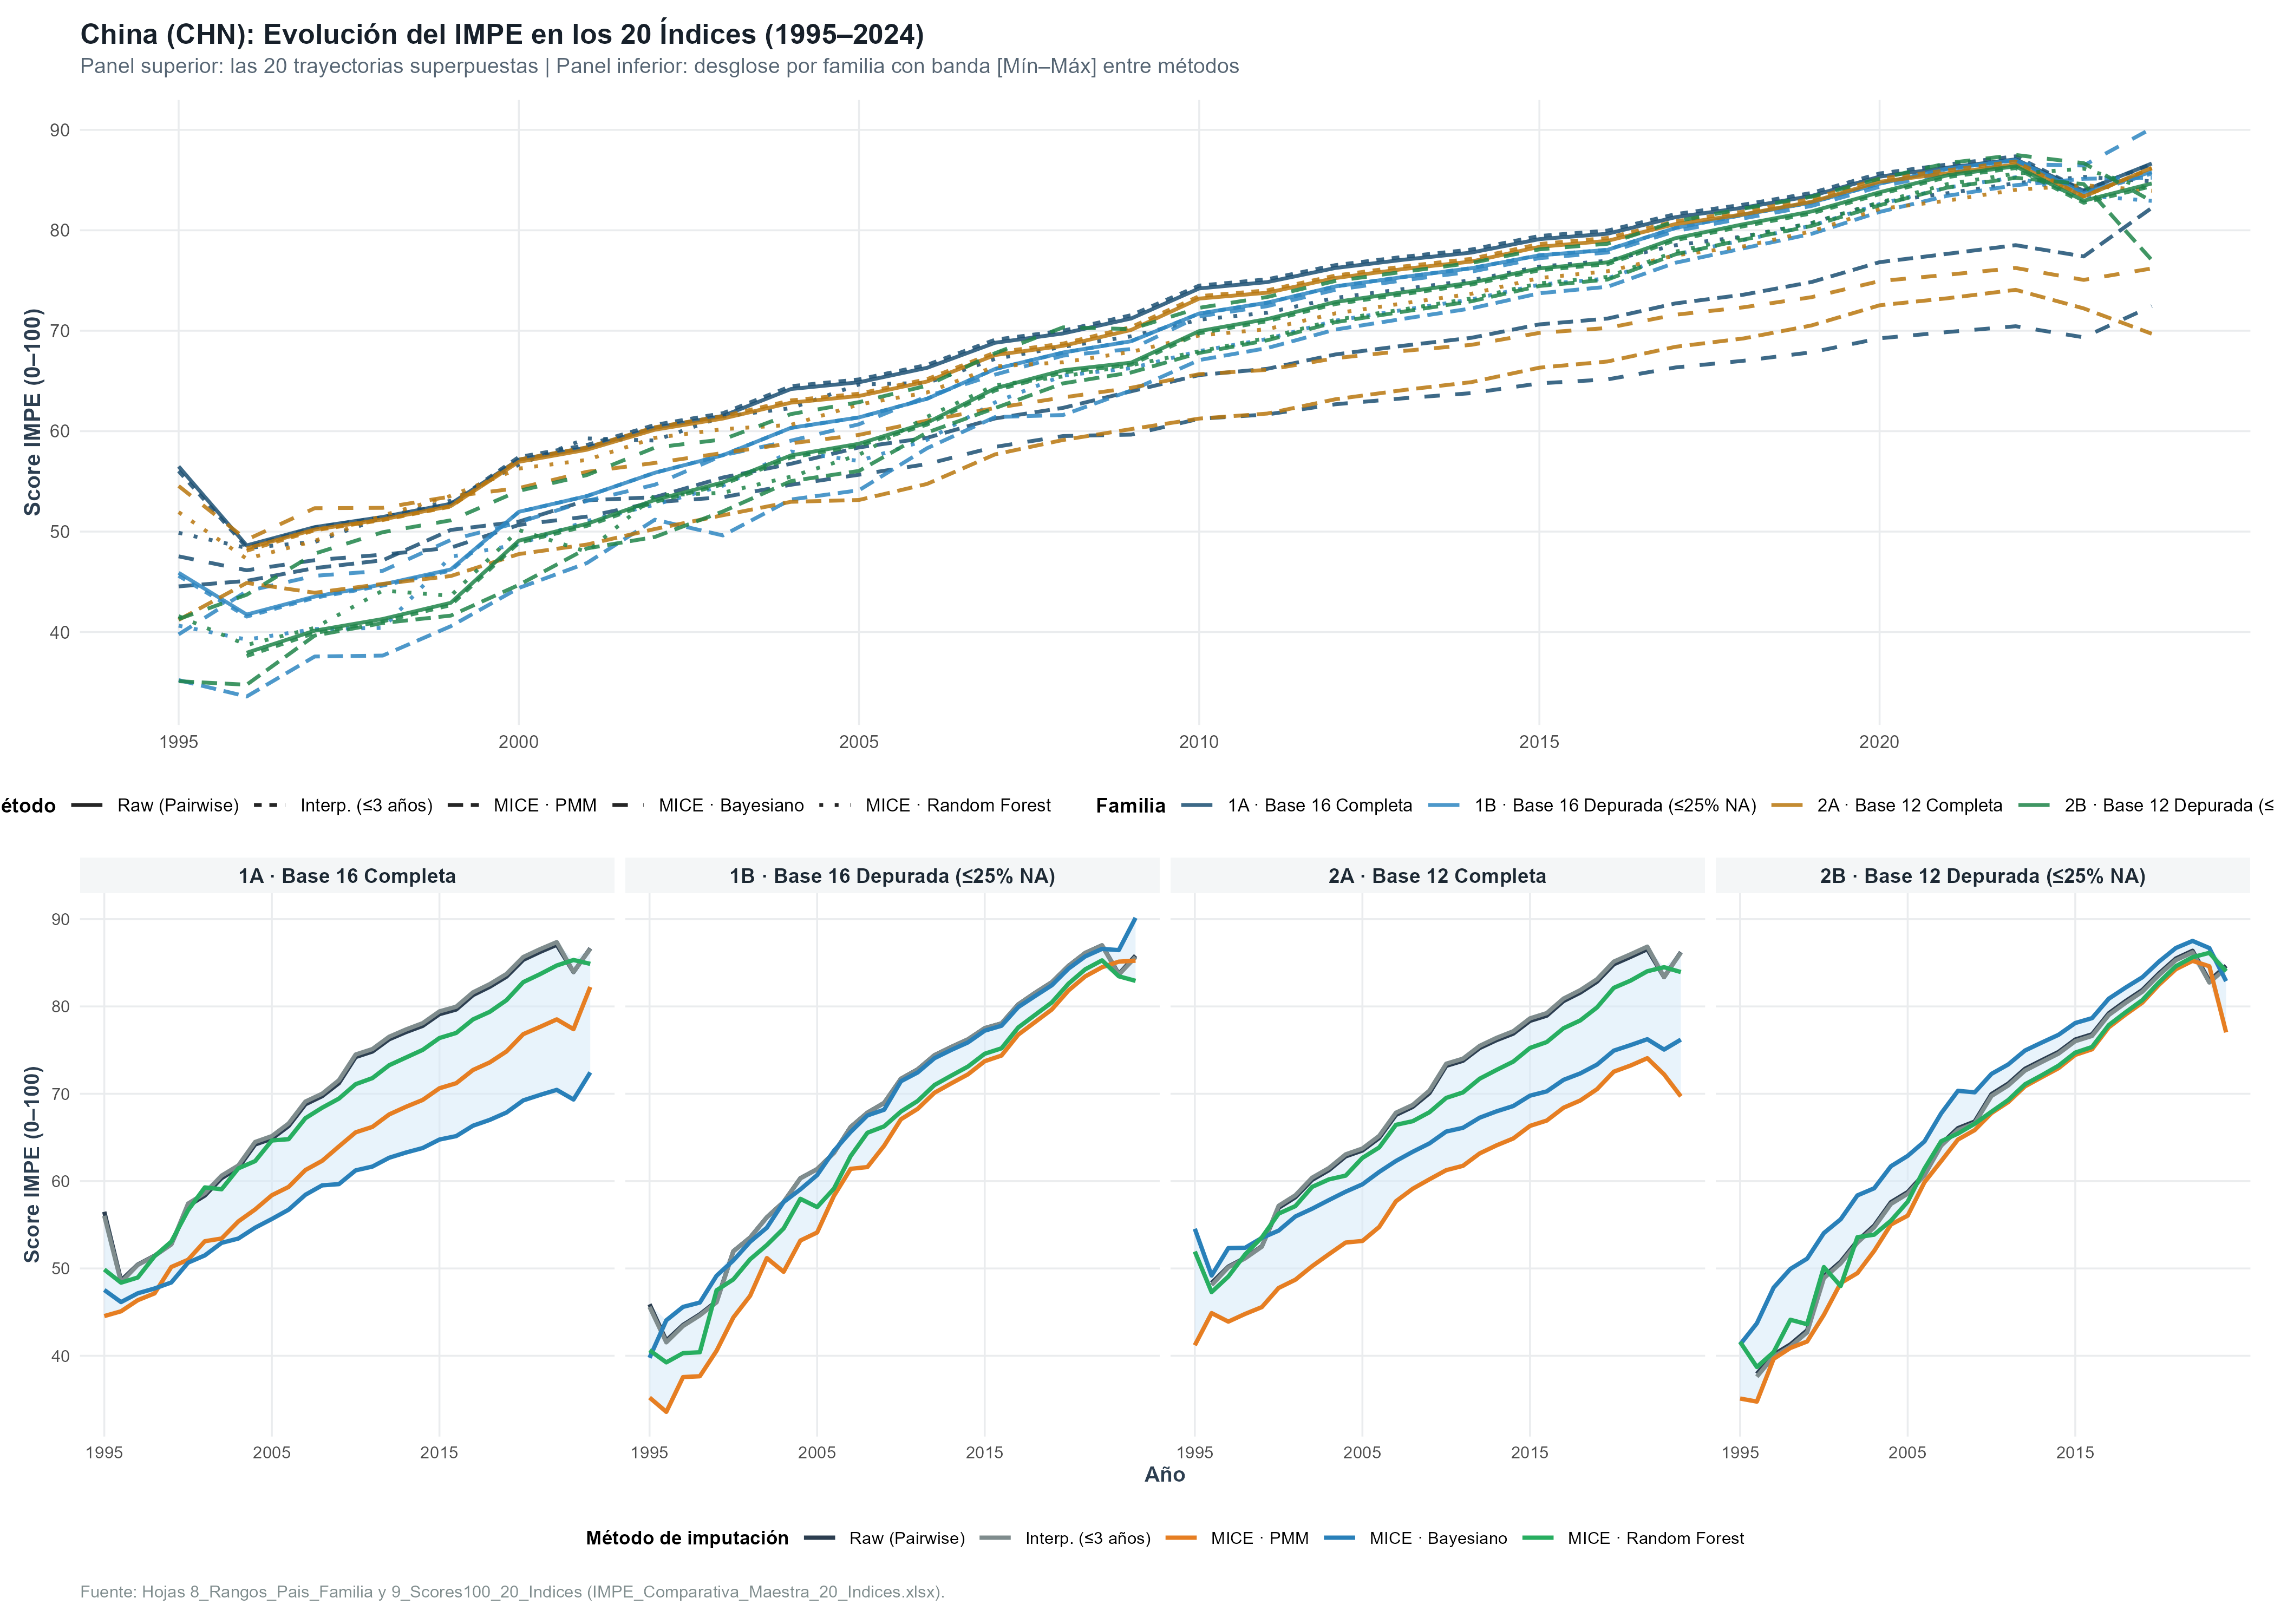 China (CHN): Evolución del IMPE en los 20 Índices (1995–2024)
Panel superior: las 20 trayectorias superpuestas | Panel inferior: desglose por familia con banda [Mín–Máx] entre métodos
Score IMPE (0–100)
90
80
70
60
50
40
1995 2000 2005 2010 2015 2020
étodo Raw (Pairwise) Interp. (≤3 años) MICE · PMM MICE · Bayesiano MICE · Random Forest Familia 1A · Base 16 Completa 1B · Base 16 Depurada (≤25% NA) 2A · Base 12 Completa 2B · Base 12 Depurada (≤
1A · Base 16 Completa 1B · Base 16 Depurada (≤25% NA) 2A · Base 12 Completa 2B · Base 12 Depurada (≤25% NA)
Score IMPE (0–100)
90
80
70
60
50
40
1995 2005 2015 1995 2005 2015 1995 2005 2015 1995 2005 2015
Año
Método de imputación Raw (Pairwise) Interp. (≤3 años) MICE · PMM MICE · Bayesiano MICE · Random Forest
Fuente: Hojas 8_Rangos_Pais_Familia y 9_Scores100_20_Indices (IMPE_Comparativa_Maestra_20_Indices.xlsx).